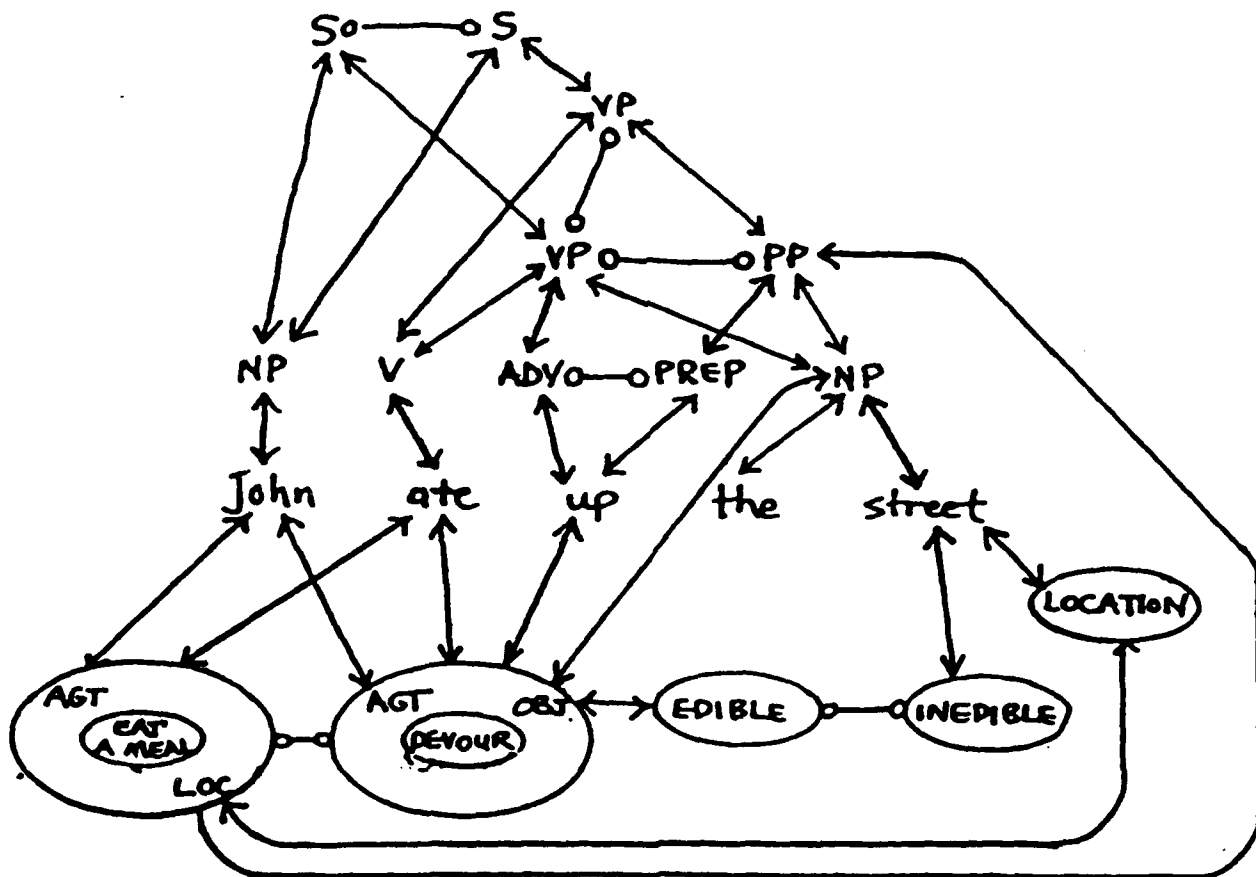 S S
VP
VP PP
NP V ADV PREP NP
John ate up the street
LOCATION
AGT AGT OBJ EDIBLE INEDIBLE
EAT
A MEAL DEVOUR
LOC